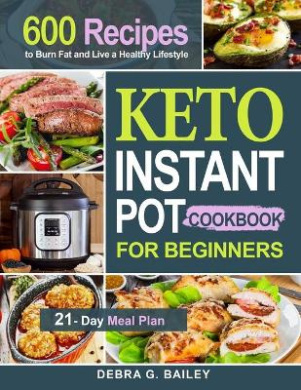 600 Recipes
to Burn Fat and Live a Healthy Lifestyle
KETO
INSTANT
POT COOKBOOK
FOR BEGINNERS
21- Day Meal Plan
DEBRA G. BAILEY